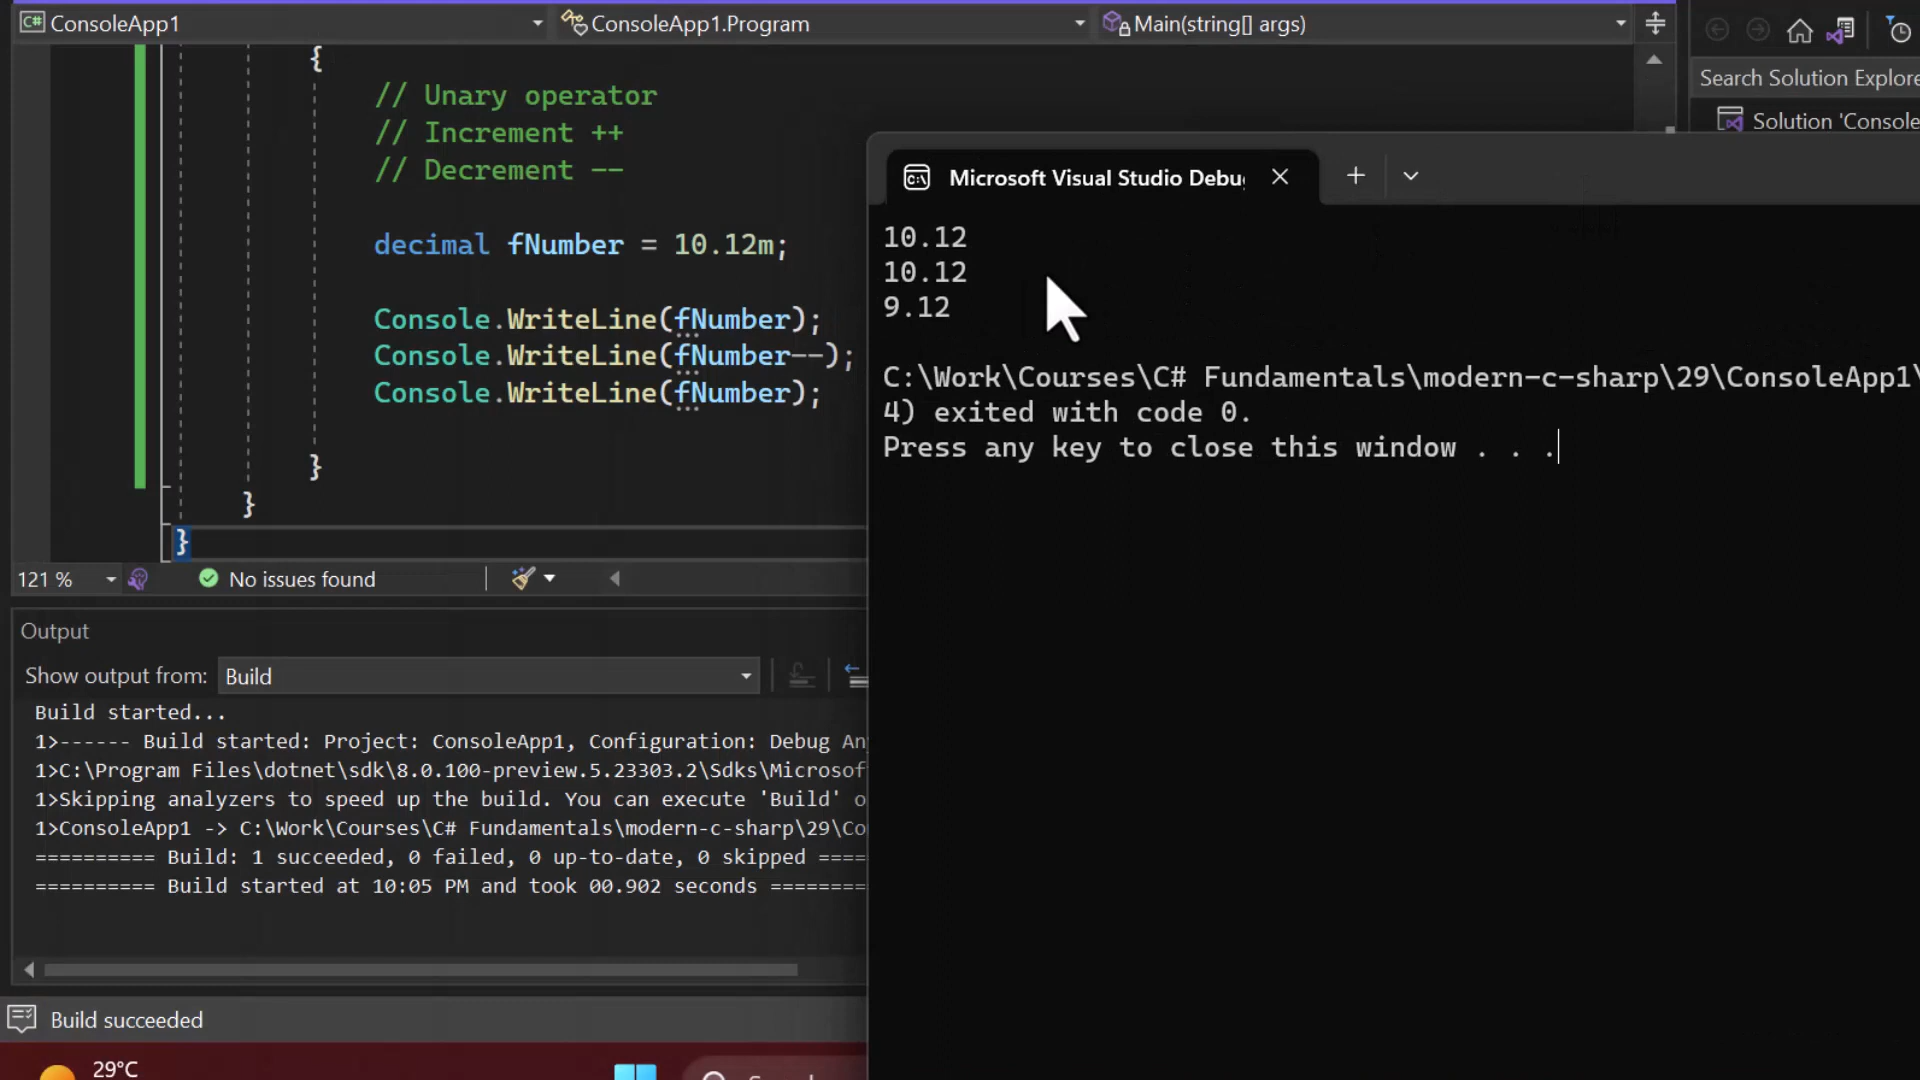 C# ConsoleApp1
ConsoleApp1.Program
Main(string[] args)
{
// Unary operator
// Increment ++
// Decrement --
decimal fNumber = 10.12m;
Console.WriteLine(fNumber);
Console.WriteLine(fNumber--);
Console.WriteLine(fNumber);
}
}
}
121 %
No issues found
Search Solution Explore
Solution 'Console
Microsoft Visual Studio Debu
10.12
10.12
9.12
C:\Work\Courses\C# Fundamentals\modern-c-sharp\29\ConsoleApp1\
4) exited with code 0.
Press any key to close this window . . .
Output
Show output from: Build
Build started...
1>------ Build started: Project: ConsoleApp1, Configuration: Debug An
1>C:\Program Files\dotnet\sdk\8.0.100-preview.5.23303.2\Sdks\Microsof
1>Skipping analyzers to speed up the build. You can execute 'Build' o
1>ConsoleApp1 -> C:\Work\Courses\C# Fundamentals\modern-c-sharp\29\Co
========== Build: 1 succeeded, 0 failed, 0 up-to-date, 0 skipped ====
========== Build started at 10:05 PM and took 00.902 seconds ========
Build succeeded
29°C